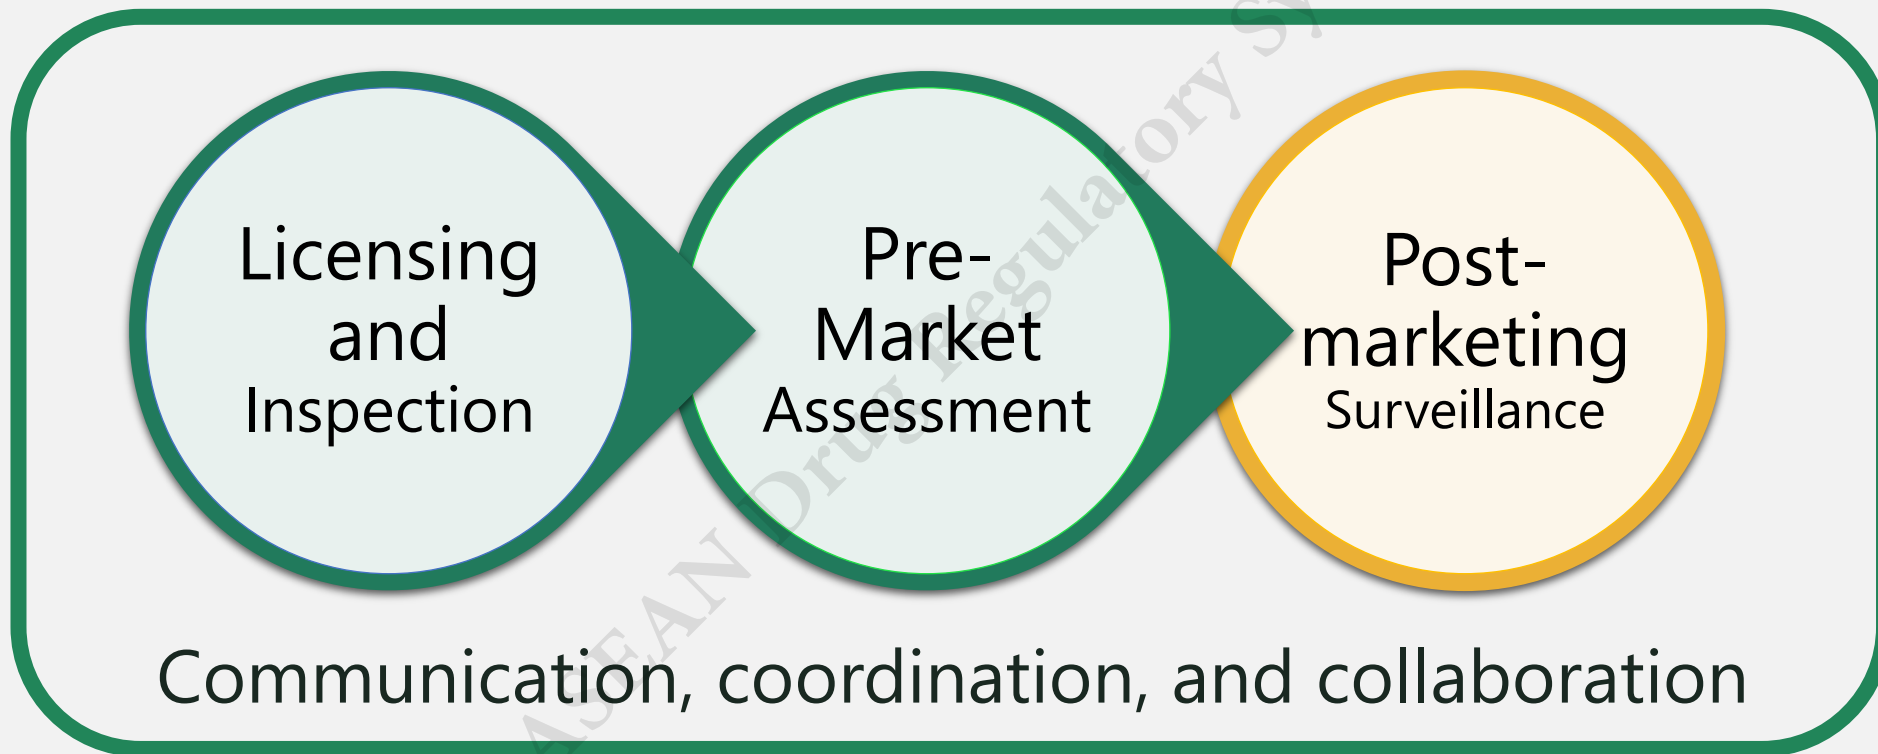 Licensing
and
Inspection
Pre-
Market
Assessment
Post-
marketing
Surveillance
Communication, coordination, and collaboration
ASEAN Drug Regulatory